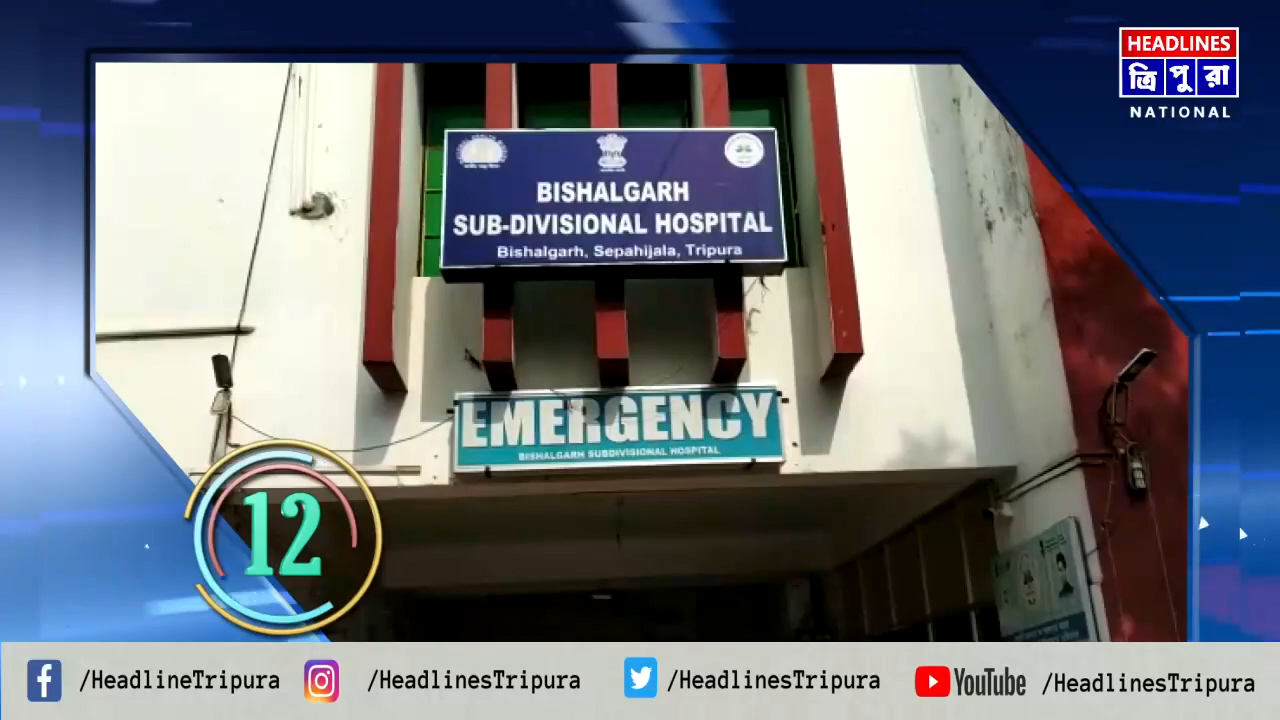 HEADLINES
ত্রিপুরা
NATIONAL
BISHALGARH
SUB-DIVISIONAL HOSPITAL
Bishalgarh, Sepahijala, Tripura
EMERGENCY
BISHALGARH SUBDIVISIONAL HOSPITAL
12
/HeadlineTripura
/HeadlinesTripura
/HeadlinesTripura
YouTube /HeadlinesTripura